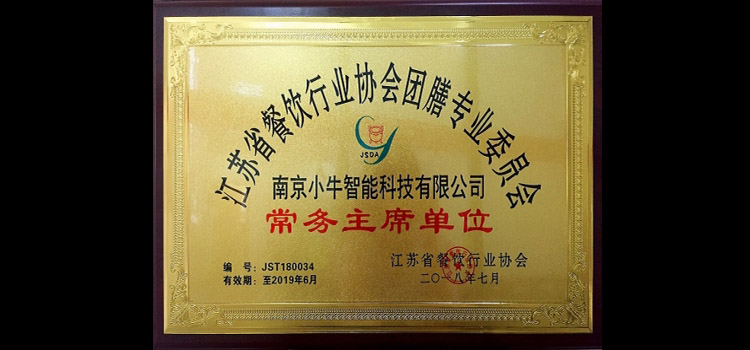 江苏省餐饮行业协会团膳专业委员会
JSDA
南京小牛智能科技有限公司
常务主席单位
编 号：JST180034
有效期：至2019年6月
江苏省餐饮行业协会
二〇一八年七月